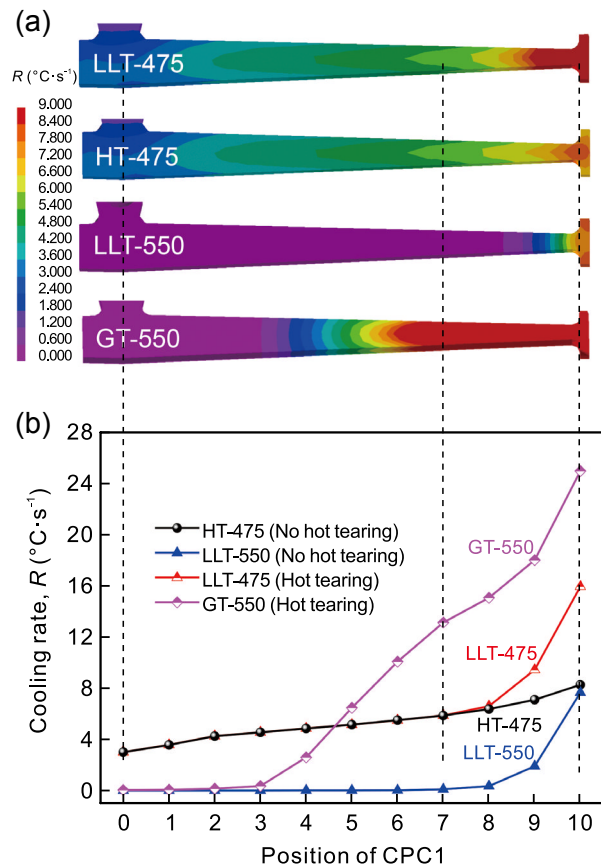 (a)
R (°C·s⁻¹)
9.000
8.400
7.800
7.200
6.600
6.000
5.400
4.800
4.200
3.600
3.000
2.400
1.800
1.200
0.600
0.000
LLT-475
HT-475
LLT-550
GT-550
(b)
Cooling rate, R (°C·s⁻¹)
28
24
20
16
12
8
4
0
HT-475 (No hot tearing)
LLT-550 (No hot tearing)
LLT-475 (Hot tearing)
GT-550 (Hot tearing)
GT-550
LLT-475
HT-475
LLT-550
0 1 2 3 4 5 6 7 8 9 10
Position of CPC1